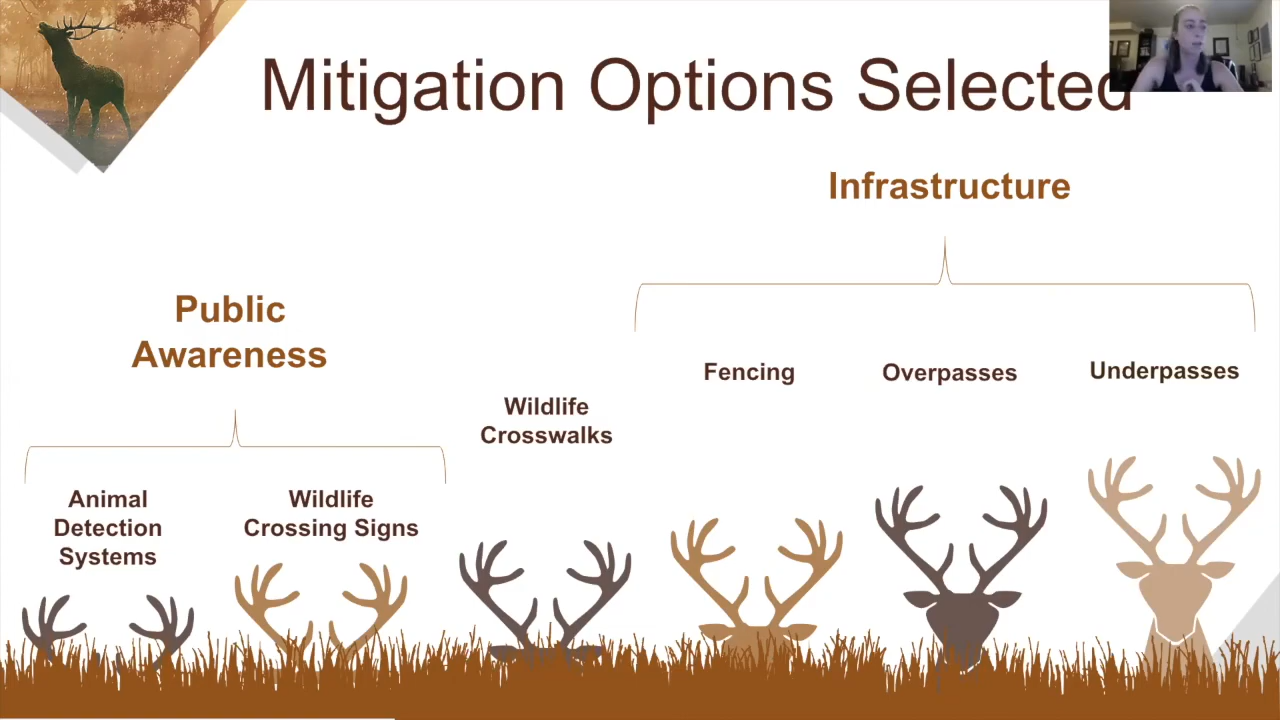 Mitigation Options Selected
Infrastructure
Public
Awareness
Fencing
Overpasses
Underpasses
Wildlife
Crosswalks
Animal
Detection
Systems
Wildlife
Crossing Signs